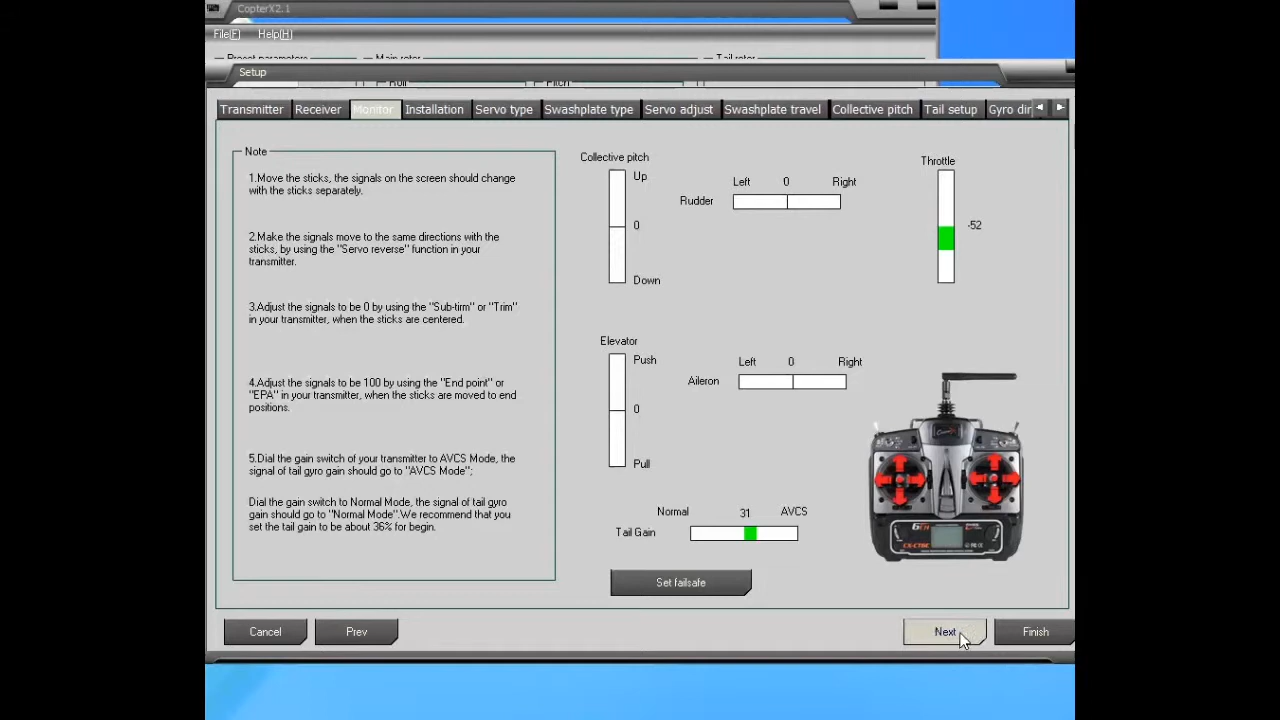 CopterX2.1
File(F) Help(H)
Preset parameters Main rotor Tail rotor
Setup Roll Pitch
Transmitter Receiver Monitor Installation Servo type Swashplate type Servo adjust Swashplate travel Collective pitch Tail setup Gyro dir
Note
1.Move the sticks, the signals on the screen should change
with the sticks separately.
2.Make the signals move to the same directions with the
sticks, by using the "Servo reverse" function in your
transmitter.
3.Adjust the signals to be 0 by using the "Sub-tirm" or "Trim"
in your transmitter, when the sticks are centered.
4.Adjust the signals to be 100 by using the "End point" or
"EPA" in your transmitter, when the sticks are moved to end
positions.
5.Dial the gain switch of your transmitter to AVCS Mode, the
signal of tail gyro gain should go to "AVCS Mode";
Dial the gain switch to Normal Mode, the signal of tail gyro
gain should go to "Normal Mode".We recommend that you
set the tail gain to be about 36% for begin.
Collective pitch
Up
0
Down
Rudder
Left 0 Right
Throttle
-52
Elevator
Push
0
Pull
Aileron
Left 0 Right
Normal 31 AVCS
Tail Gain
Set failsafe
Cancel Prev Next Finish